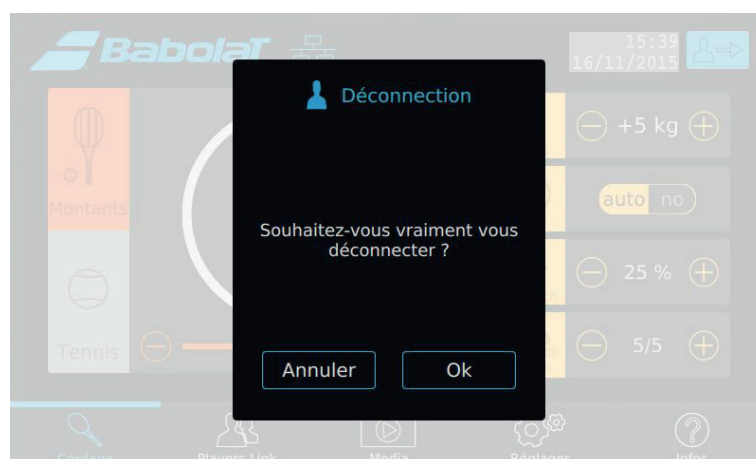 Babolat
15:39
16/11/2015
Déconnection
+5 kg
Montants
auto no
Souhaitez-vous vraiment vous
déconnecter ?
25 %
Tennis
5/5
Annuler Ok
Cordage Players Link Media Réglages Infos